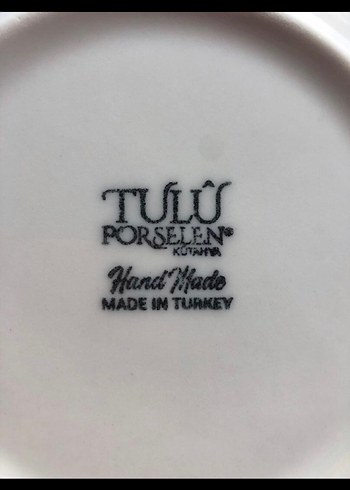 TULÛ
PORSELEN®
KÜTAHYA
Hand Made
MADE IN TURKEY